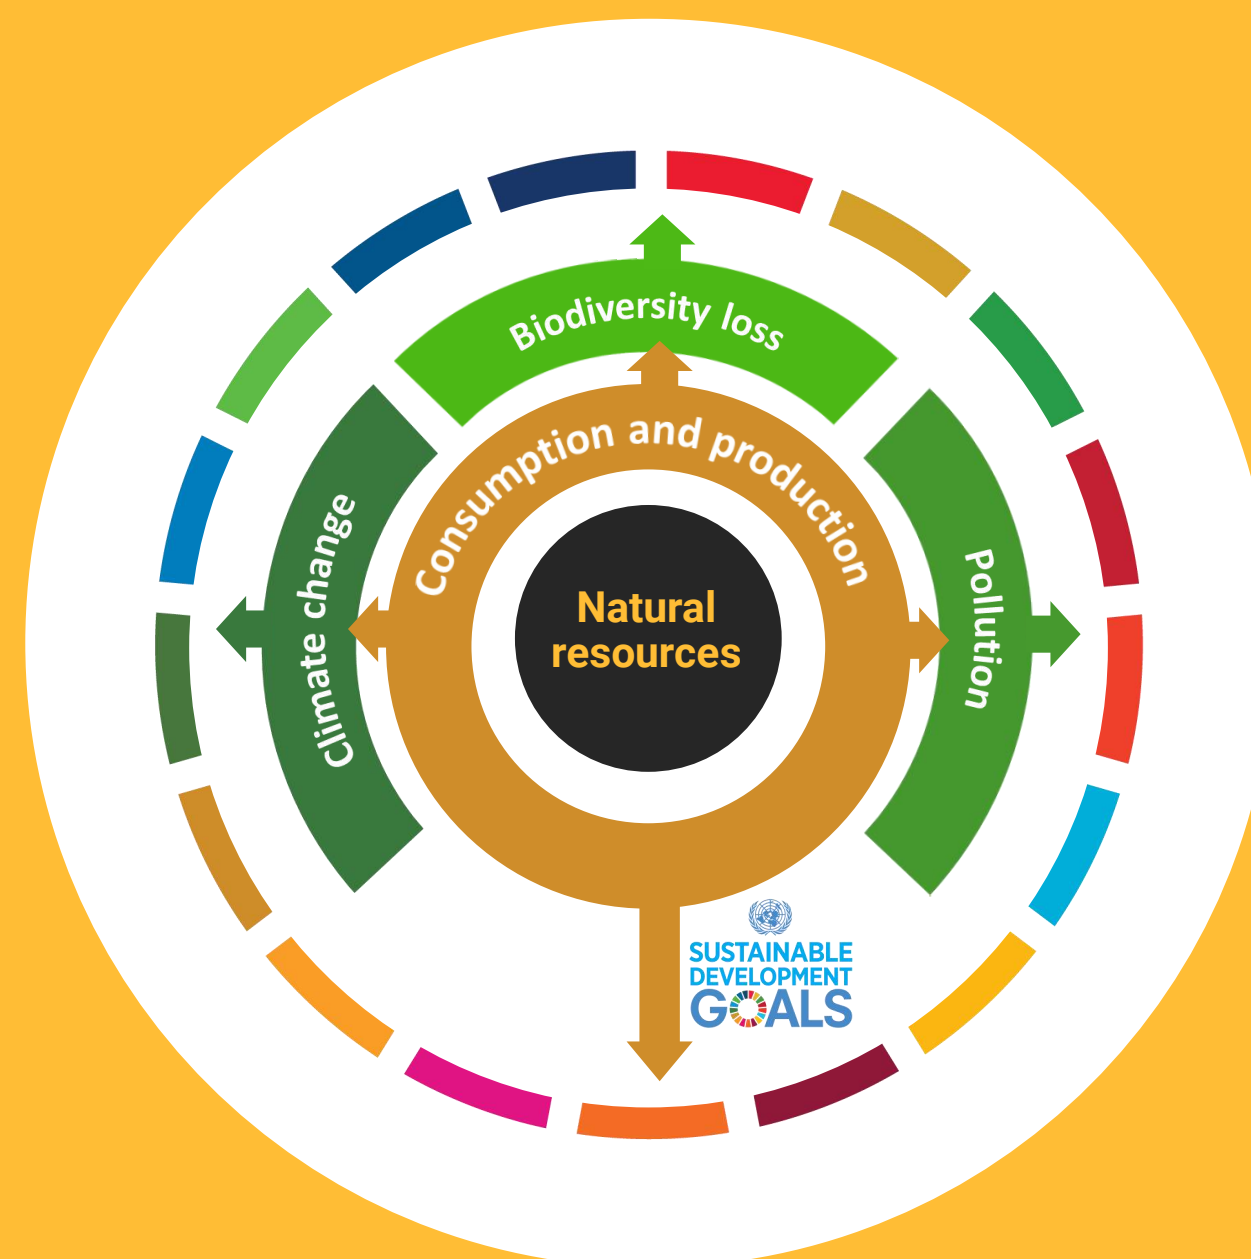 Biodiversity loss
Consumption and production
Climate change
Pollution
Natural
resources
SUSTAINABLE
DEVELOPMENT
GOALS